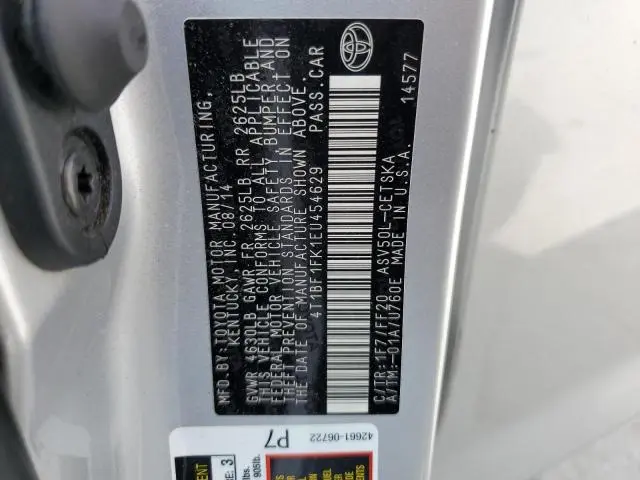 MFD.BY:TOYOTA MOTOR MANUFACTURING,
KENTUCKY, INC. 08/14
GVWR 4630LB GAWR FR 2625LB RR 2625LB
THIS VEHICLE CONFORMS TO ALL APPLICABLE
FEDERAL MOTOR VEHICLE SAFETY BUMPER AND
THEFT PREVENTION STANDARDS IN EFFECT ON
THE DATE OF MANUFACTURE SHOWN ABOVE.
4T1BF1FK1EU454629 PASS.CAR
C/TR:1F7/FF20 ASV50L-CETSKA
A/TM:-01A/U760E MADE IN U.S.A.
14577
P7
42661-06722
3
905lb.